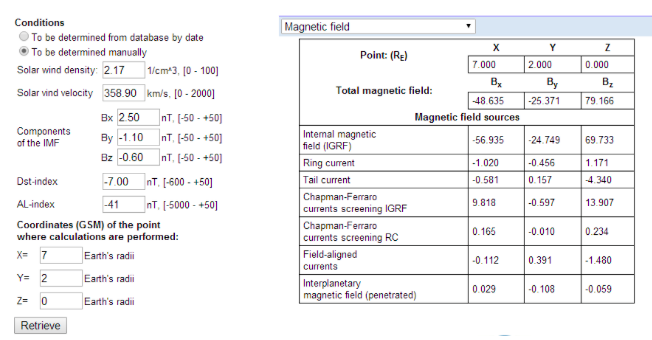 Conditions
To be determined from database by date
To be determined manually
Solar wind density: 2.17 1/cm^3, [0 - 100]
Solar wind velocity 358.90 km/s, [0 - 2000]
Components of the IMF
Bx 2.50 nT, [-50 - +50]
By -1.10 nT, [-50 - +50]
Bz -0.60 nT, [-50 - +50]
Dst-index -7.00 nT, [-600 - +50]
AL-index -41 nT, [-5000 - +50]
Coordinates (GSM) of the point
where calculations are performed:
X= 7 Earth's radii
Y= 2 Earth's radii
Z= 0 Earth's radii
Retrieve
Magnetic field
Point: (RE) X Y Z
7.000 2.000 0.000
Total magnetic field: Bx By Bz
-48.635 -25.371 79.166
Magnetic field sources
Internal magnetic
field (IGRF) -56.935 -24.749 69.733
Ring current -1.020 -0.456 1.171
Tail current -0.581 0.157 -4.340
Chapman-Ferraro
currents screening IGRF 9.818 -0.597 13.907
Chapman-Ferraro
currents screening RC 0.165 -0.010 0.234
Field-aligned
currents -0.112 0.391 -1.480
Interplanetary
magnetic field (penetrated) 0.029 -0.108 -0.059